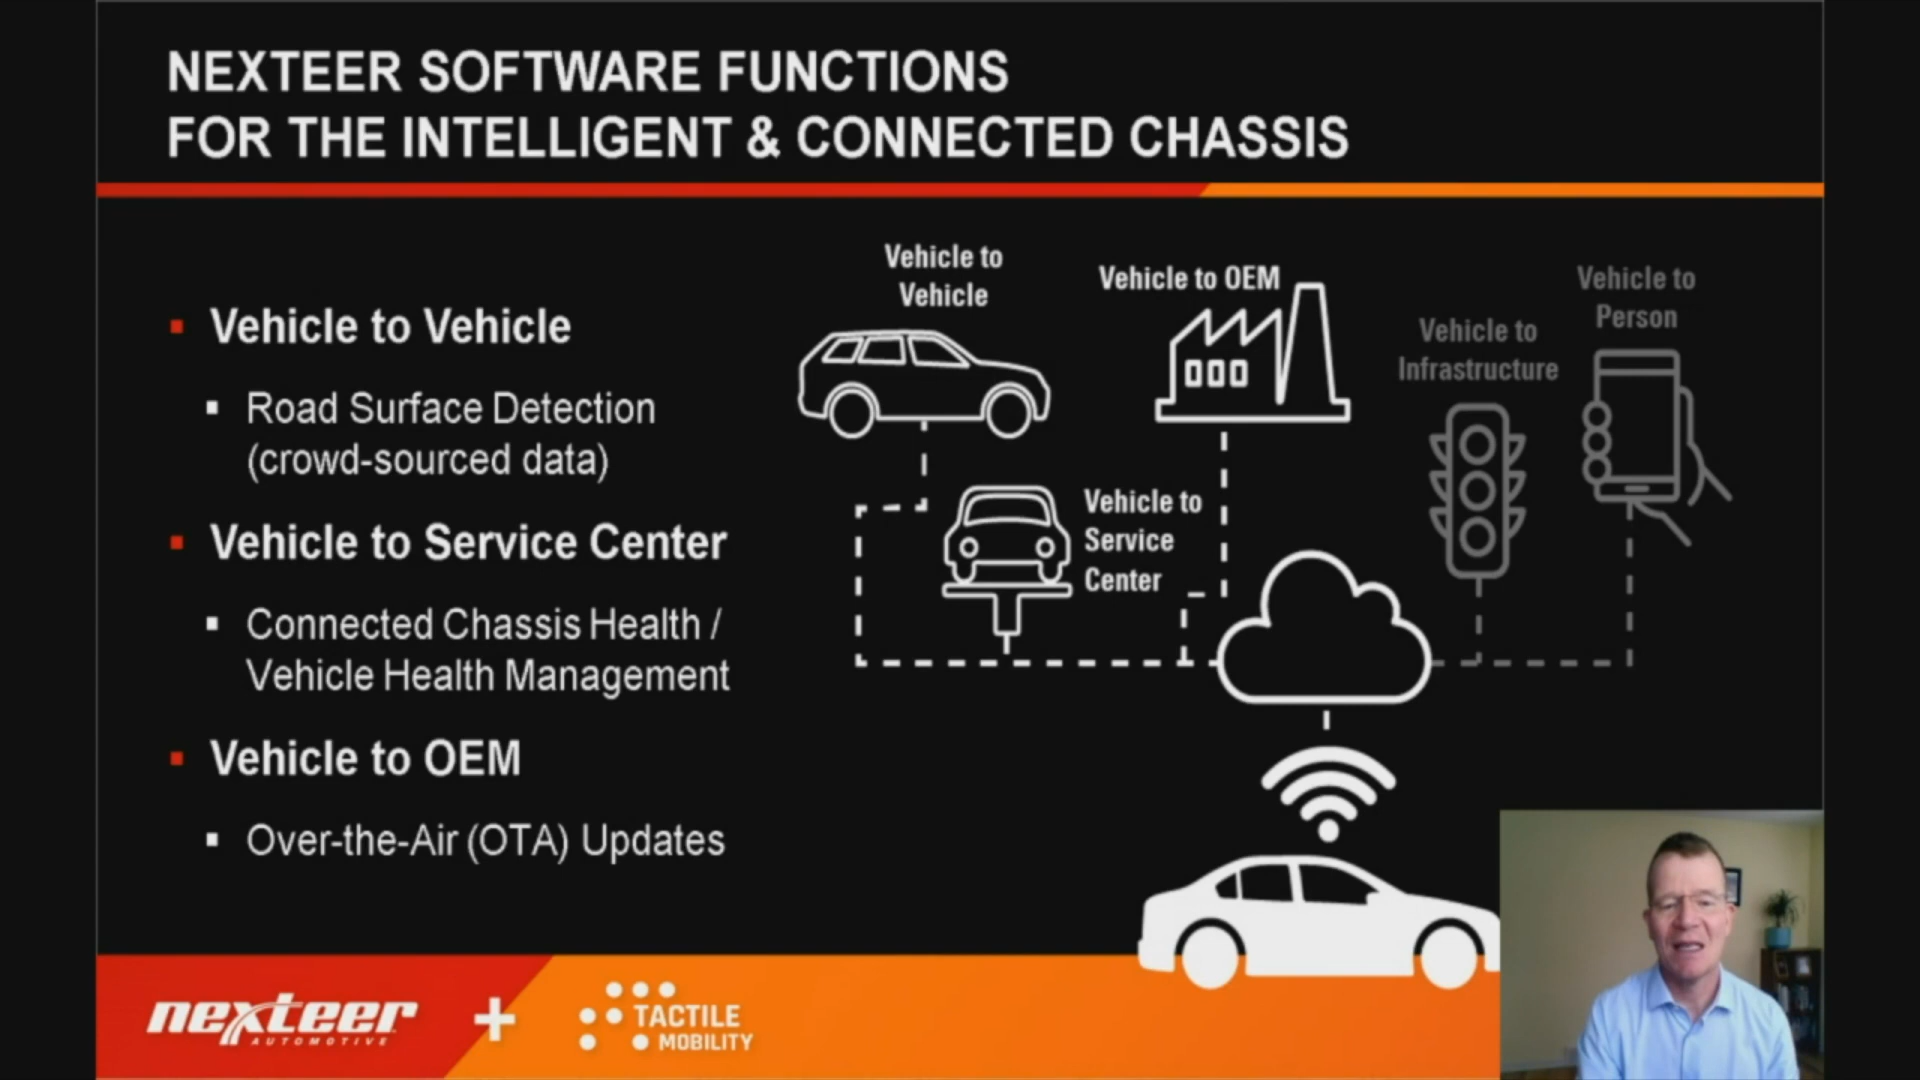 NEXTEER SOFTWARE FUNCTIONS
FOR THE INTELLIGENT & CONNECTED CHASSIS
Vehicle to Vehicle
Road Surface Detection
(crowd-sourced data)
Vehicle to Service Center
Connected Chassis Health /
Vehicle Health Management
Vehicle to OEM
Over-the-Air (OTA) Updates
Vehicle to
Vehicle
Vehicle to OEM
Vehicle to
Infrastructure
Vehicle to
Person
Vehicle to
Service
Center
nexteer
AUTOMOTIVE
+
TACTILE
MOBILITY